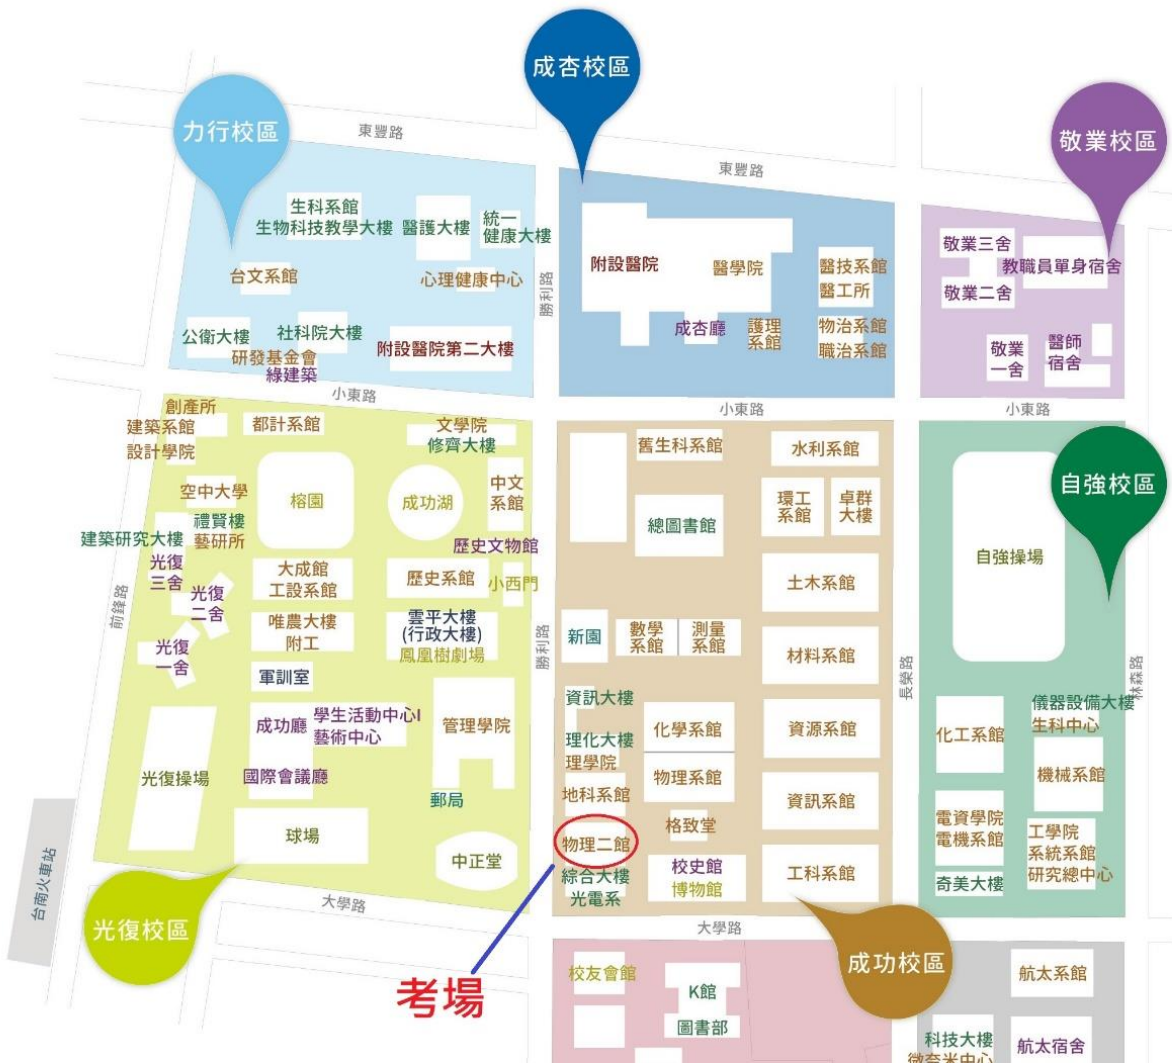 成杏校區
力行校區
敬業校區
東豐路
東豐路
生科系館
生物科技教學大樓
醫護大樓
統一
健康大樓
台文系館
心理健康中心
公衛大樓
社科院大樓
研發基金會
綠建築
附設醫院第二大樓
勝利路
附設醫院
醫學院
醫技系館
醫工所
成杏廳
護理
系館
物治系館
職治系館
敬業三舍
教職員單身宿舍
敬業二舍
敬業
一舍
醫師
宿舍
小東路
小東路
小東路
創產所
建築系館
設計學院
都計系館
文學院
修齊大樓
空中大學
榕園
成功湖
中文
系館
禮賢樓
藝研所
建築研究大樓
歷史文物館
光復
三舍
大成館
工設系館
歷史系館
小西門
光復
二舍
唯農大樓
附工
雲平大樓
(行政大樓)
鳳凰樹劇場
前鋒路
光復
一舍
軍訓室
成功廳
學生活動中心I
藝術中心
管理學院
勝利路
光復操場
國際會議廳
郵局
球場
中正堂
台南火車站
光復校區
大學路
舊生科系館
水利系館
總圖書館
環工
系館
卓群
大樓
土木系館
新園
數學
系館
測量
系館
材料系館
資訊大樓
化學系館
資源系館
理化大樓
理學院
物理系館
地科系館
資訊系館
物理二館
格致堂
綜合大樓
光電系
校史館
博物館
工科系館
長榮路
自強校區
自強操場
林森路
儀器設備大樓
生科中心
化工系館
機械系館
電資學院
電機系館
工學院
系統系館
研究總中心
奇美大樓
大學路
成功校區
考場
校友會館
K館
圖書部
航太系館
科技大樓
微奈米中心
航太宿舍